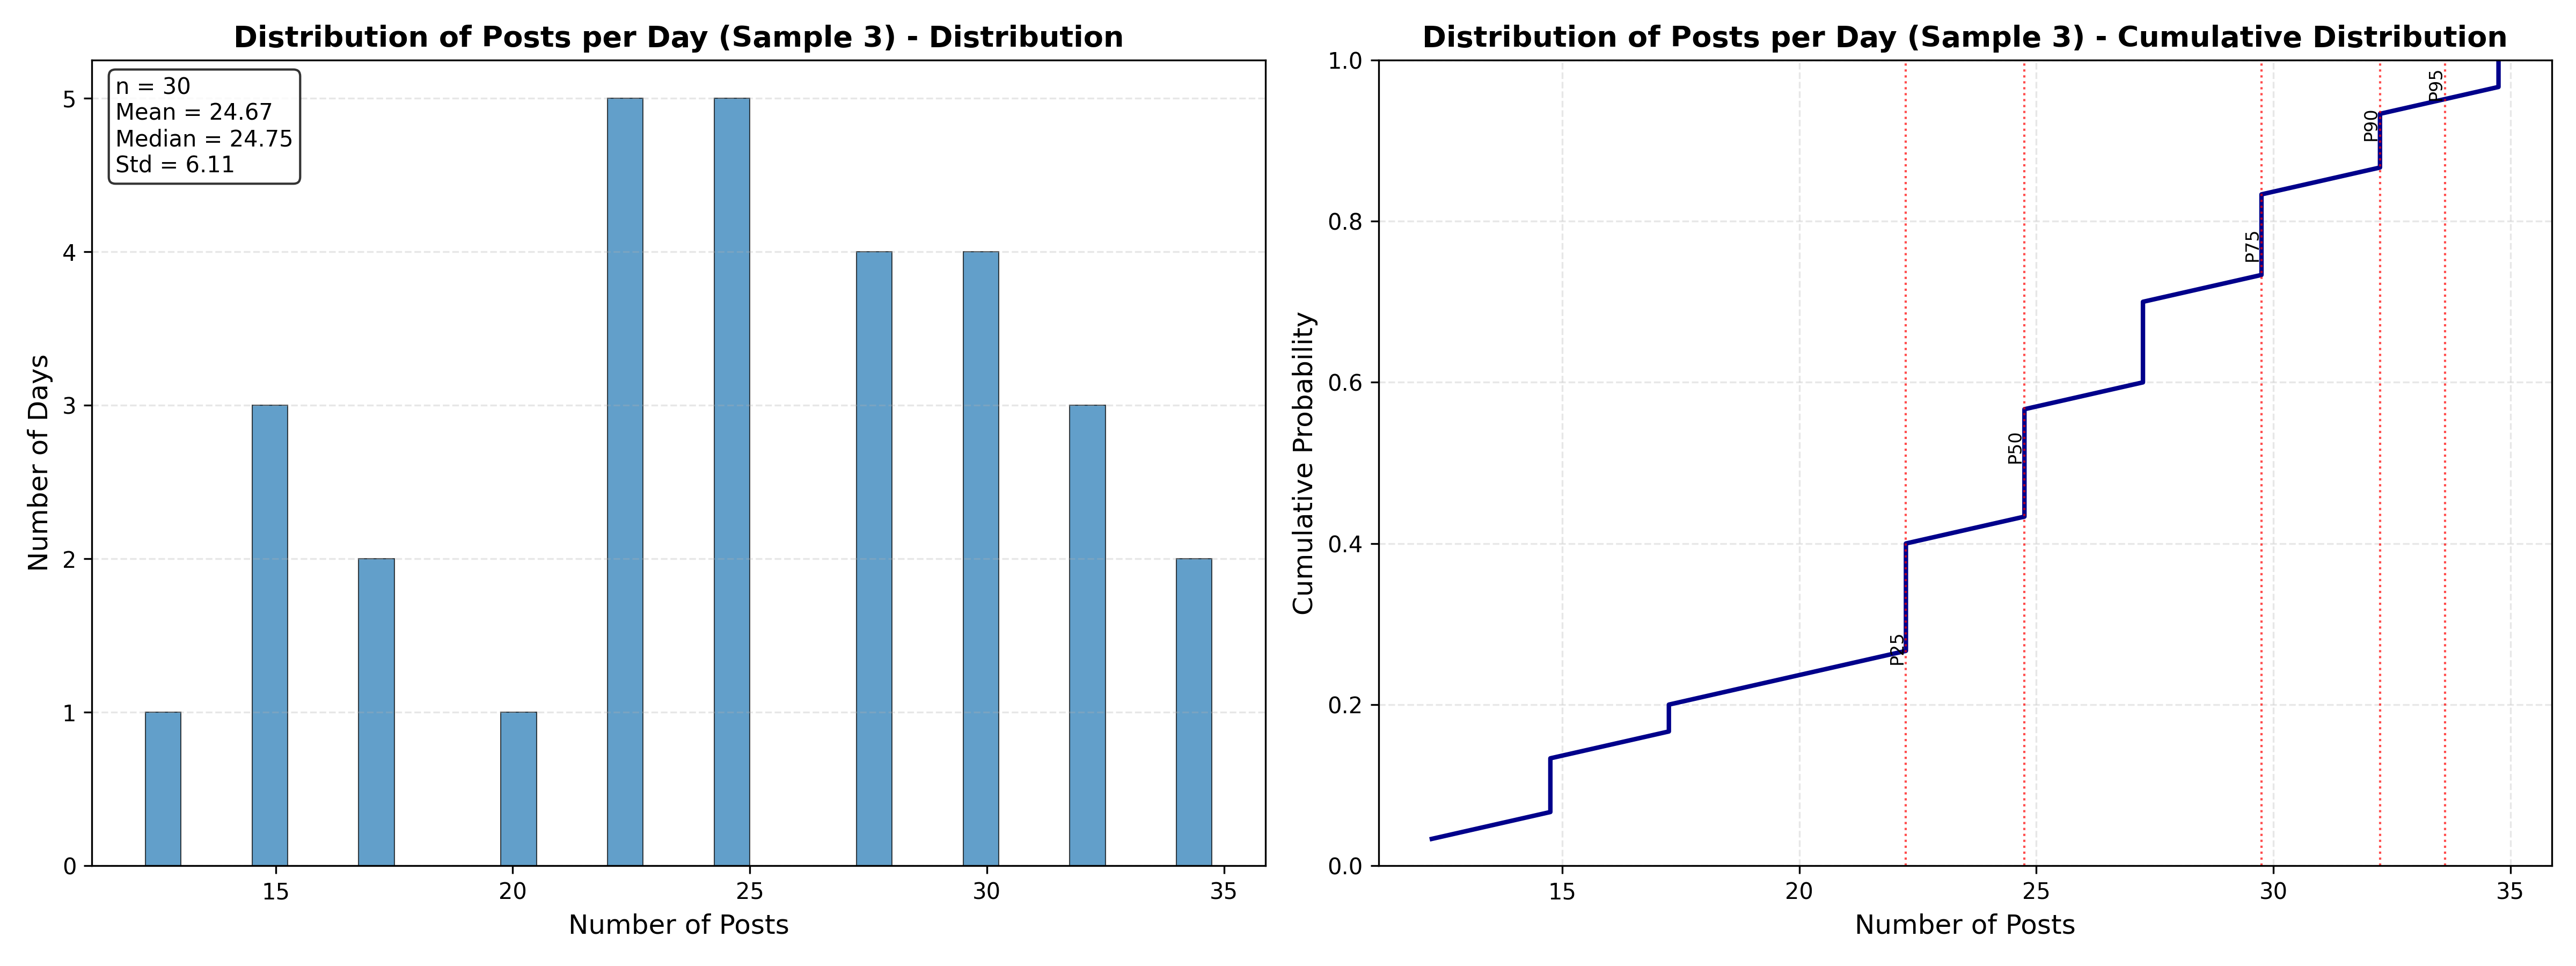 Distribution of Posts per Day (Sample 3) - Distribution
n = 30
Mean = 24.67
Median = 24.75
Std = 6.11
5
4
3
2
1
0
Number of Days
15
20
25
30
35
Number of Posts
Distribution of Posts per Day (Sample 3) - Cumulative Distribution
1.0
0.8
0.6
0.4
0.2
0.0
Cumulative Probability
P25
P50
P75
P90
P95
15
20
25
30
35
Number of Posts